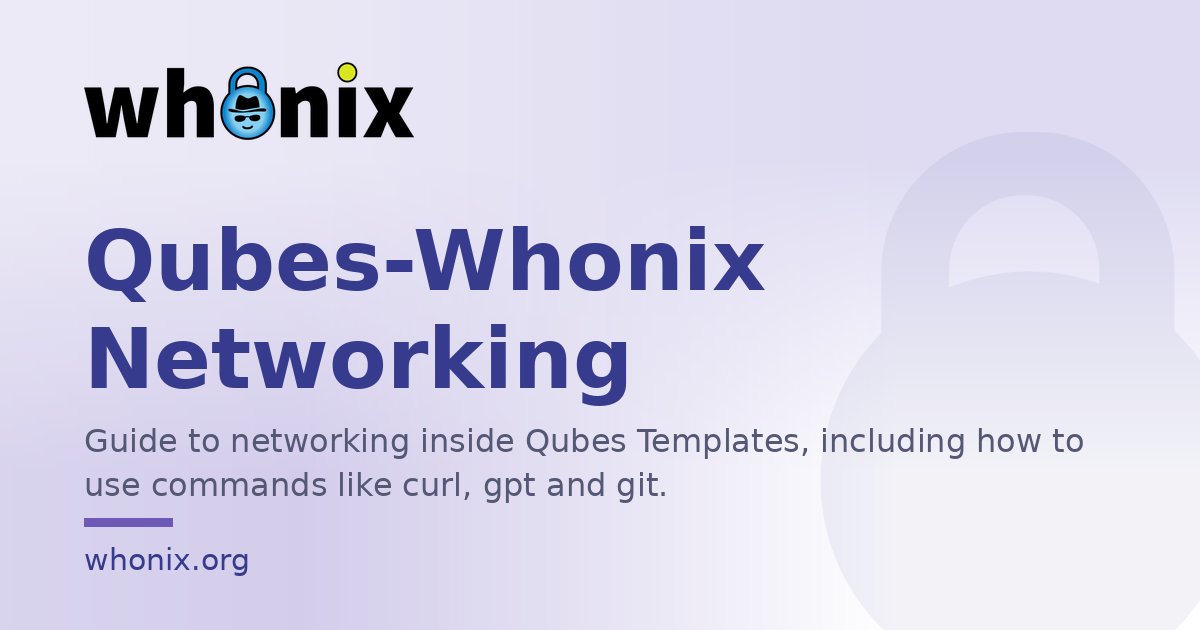 whonix
Qubes-Whonix
Networking
Guide to networking inside Qubes Templates, including how to
use commands like curl, gpt and git.
whonix.org